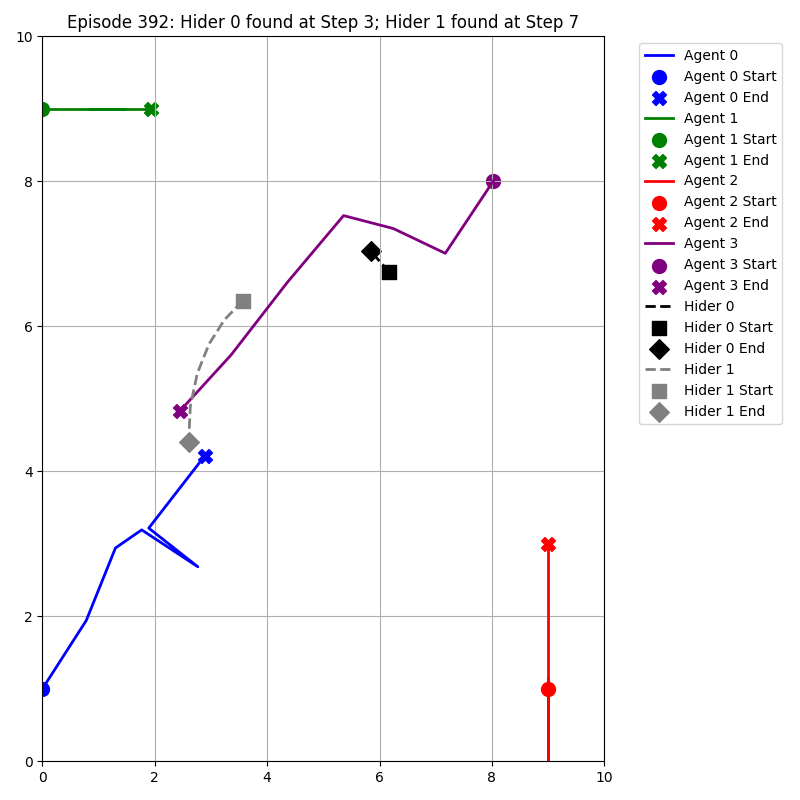 Episode 392: Hider 0 found at Step 3; Hider 1 found at Step 7
10
8
6
4
2
0
0 2 4 6 8 10
Agent 0
Agent 0 Start
Agent 0 End
Agent 1
Agent 1 Start
Agent 1 End
Agent 2
Agent 2 Start
Agent 2 End
Agent 3
Agent 3 Start
Agent 3 End
Hider 0
Hider 0 Start
Hider 0 End
Hider 1
Hider 1 Start
Hider 1 End